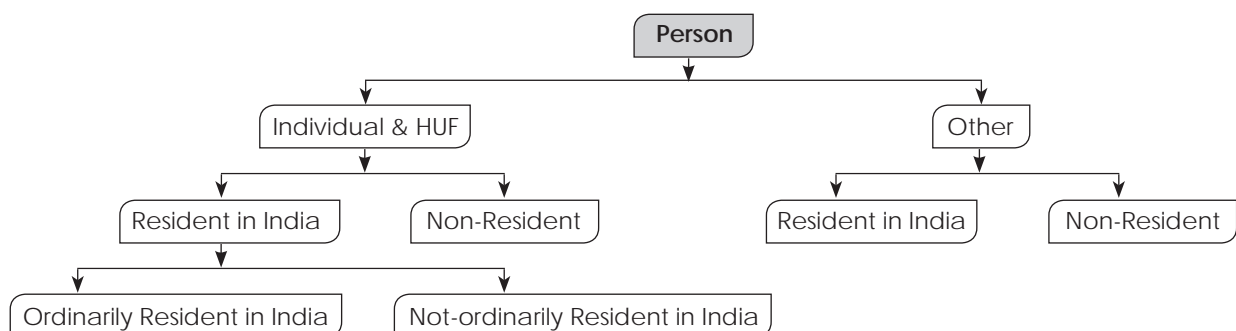 Person
Individual & HUF
Other
Resident in India
Non-Resident
Resident in India
Non-Resident
Ordinarily Resident in India
Not-ordinarily Resident in India